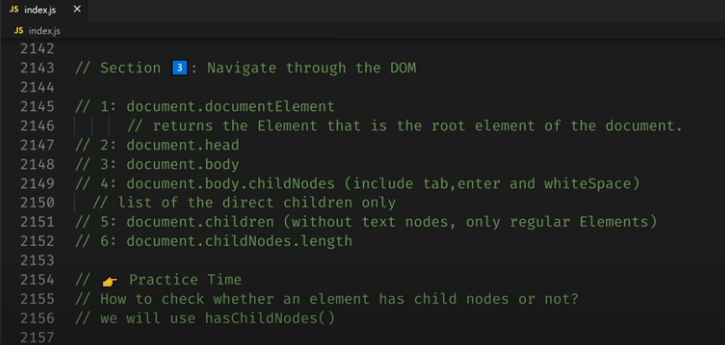 JS index.js ×
JS index.js
2142
2143 // Section 3️⃣: Navigate through the DOM
2144
2145 // 1: document.documentElement
2146 // returns the Element that is the root element of the document.
2147 // 2: document.head
2148 // 3: document.body
2149 // 4: document.body.childNodes (include tab,enter and whiteSpace)
2150 // list of the direct children only
2151 // 5: document.children (without text nodes, only regular Elements)
2152 // 6: document.childNodes.length
2153
2154 // 👉 Practice Time
2155 // How to check whether an element has child nodes or not?
2156 // we will use hasChildNodes()
2157